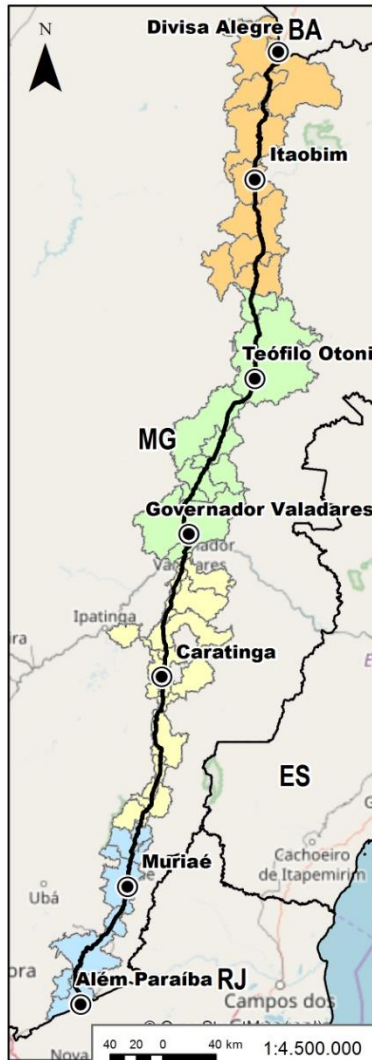 Divisa Alegre
BA
N
Itaobim
Teófilo Otoni
MG
Governador Valadares
Ipatinga
Caratinga
ES
Cachoeiro
de Itapemirim
Muriaé
Ubá
Além Paraíba
RJ
Campos dos
Nova
40 20 0 40 km
1:4.500.000